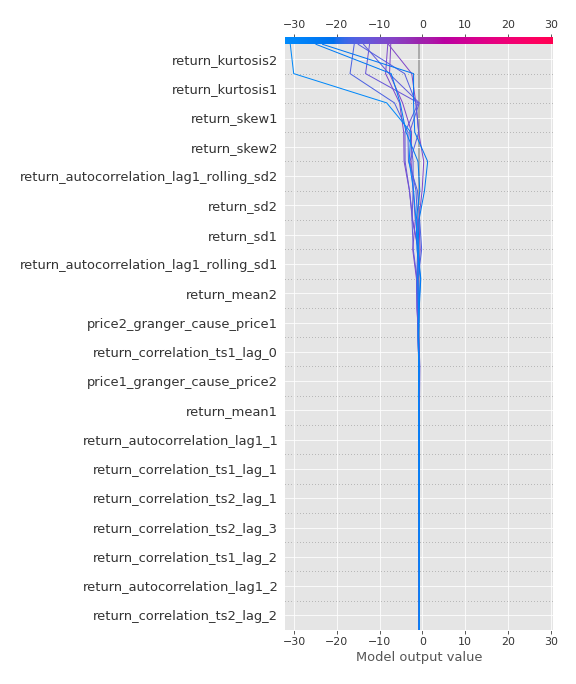 −30 −20 −10 0 10 20 30
return_kurtosis2
return_kurtosis1
return_skew1
return_skew2
return_autocorrelation_lag1_rolling_sd2
return_sd2
return_sd1
return_autocorrelation_lag1_rolling_sd1
return_mean2
price2_granger_cause_price1
return_correlation_ts1_lag_0
price1_granger_cause_price2
return_mean1
return_autocorrelation_lag1_1
return_correlation_ts1_lag_1
return_correlation_ts2_lag_1
return_correlation_ts2_lag_3
return_correlation_ts1_lag_2
return_autocorrelation_lag1_2
return_correlation_ts2_lag_2
−30 −20 −10 0 10 20 30
Model output value